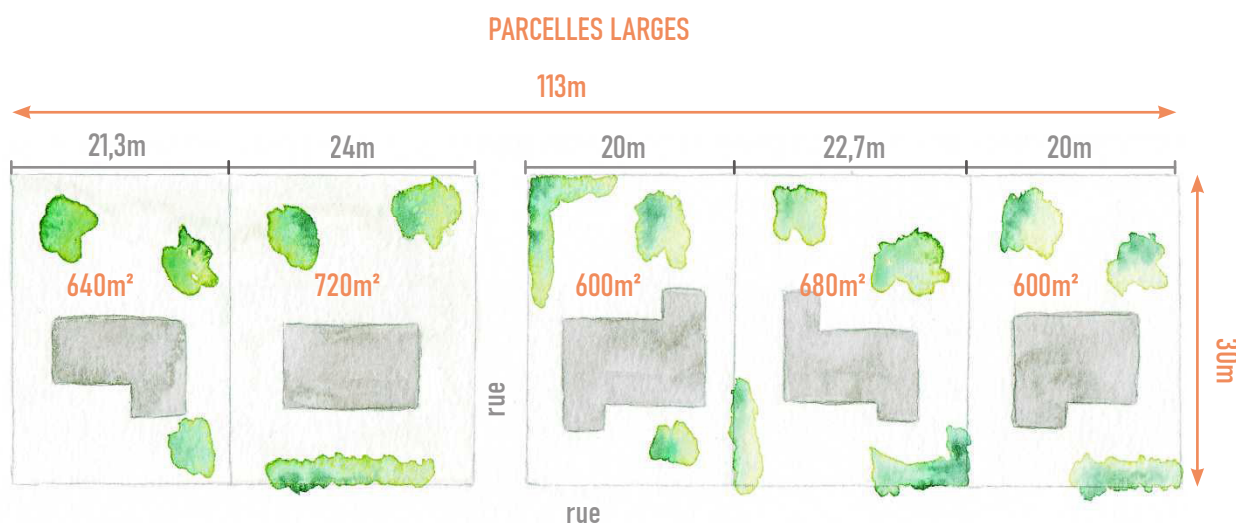 PARCELLES LARGES
113m
21,3m
24m
20m
22,7m
20m
640m²
720m²
600m²
680m²
600m²
30m
rue
rue